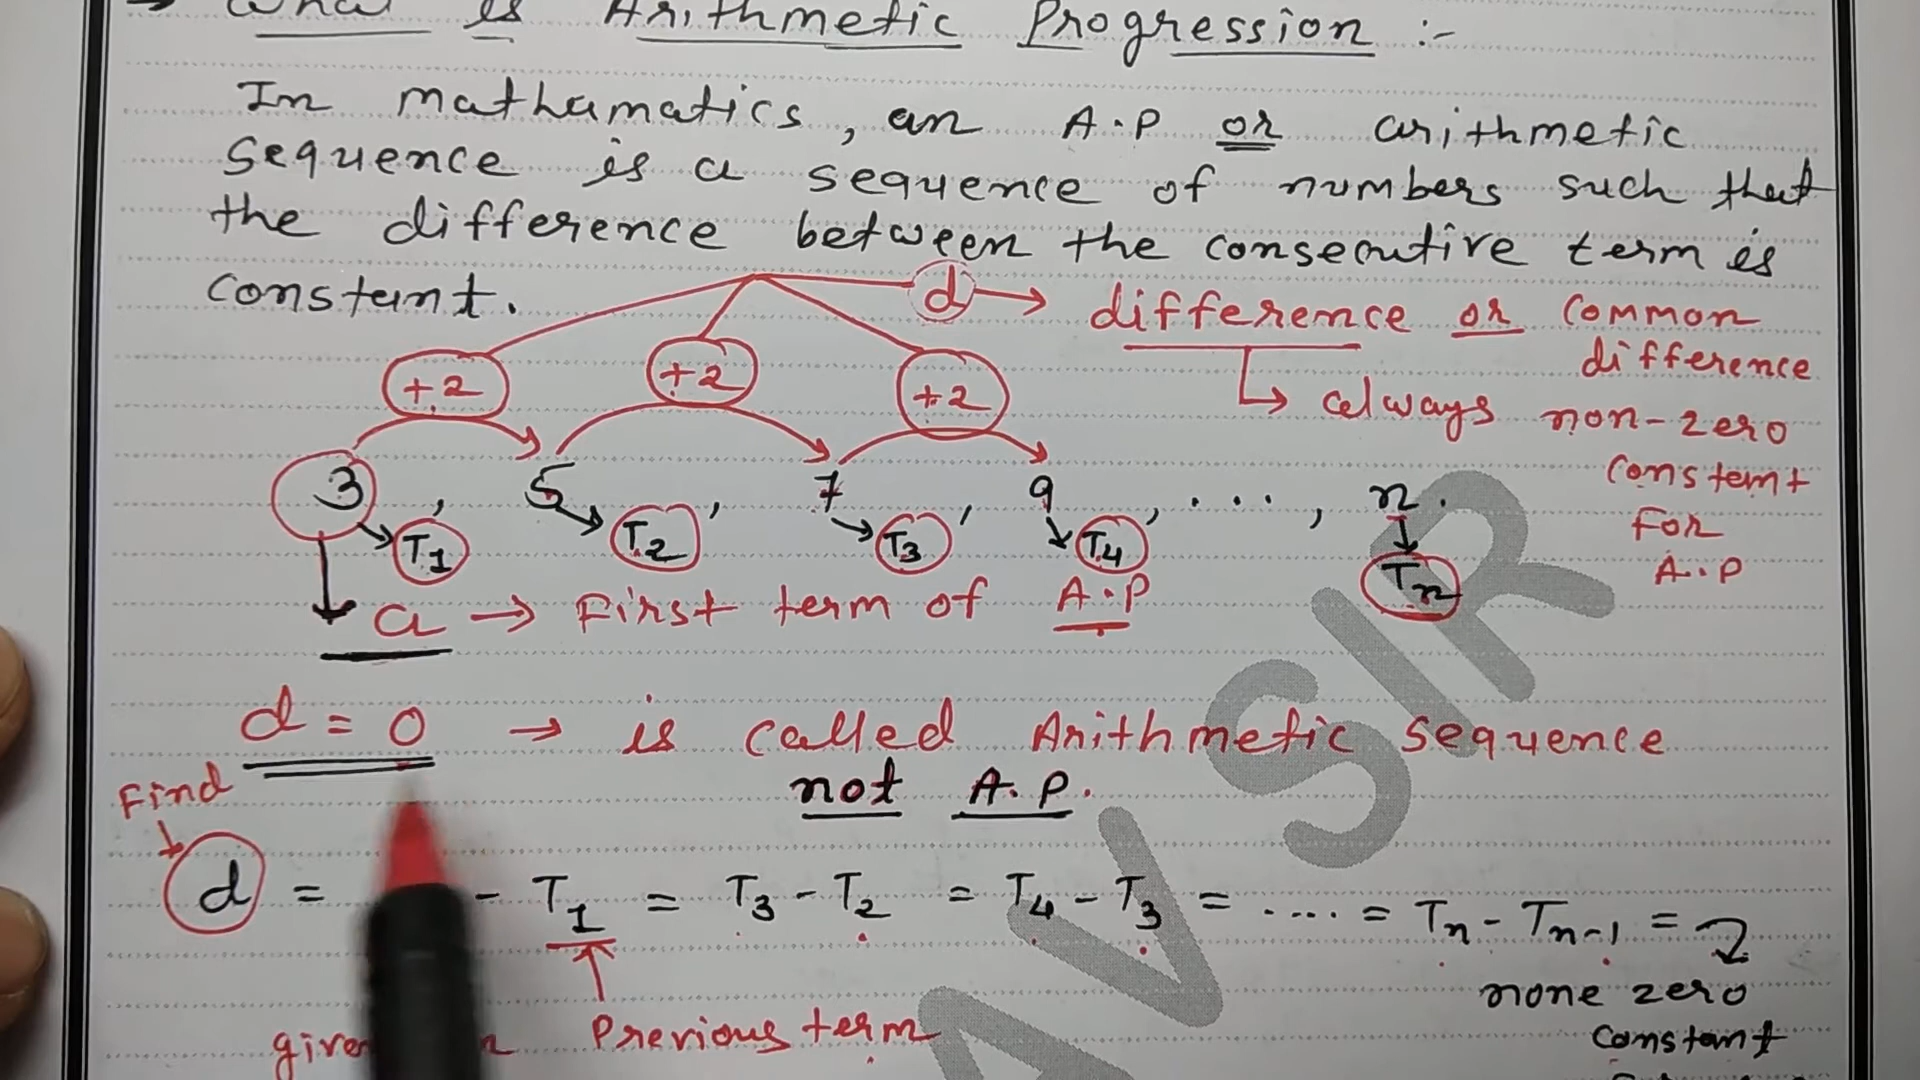 → What is Arithmetic Progression :-
In mathematics, an A.P or arithmetic
sequence is a sequence of numbers such that
the difference between the consecutive term is
constant.
d → difference or common
difference
+2 +2 +2
↳ always non-zero
constant
For
A.P
3, 5, 7, 9, . . . , n.
T1 T2 T3 T4 Tn
a → First term of A.P
d = 0 → is called Arithmetic sequence
not A.P.
Find
d = - T1 = T3 - T2 = T4 - T3 = ..... = Tn - Tn-1 =
none zero
Previous term
constant
AV SIR